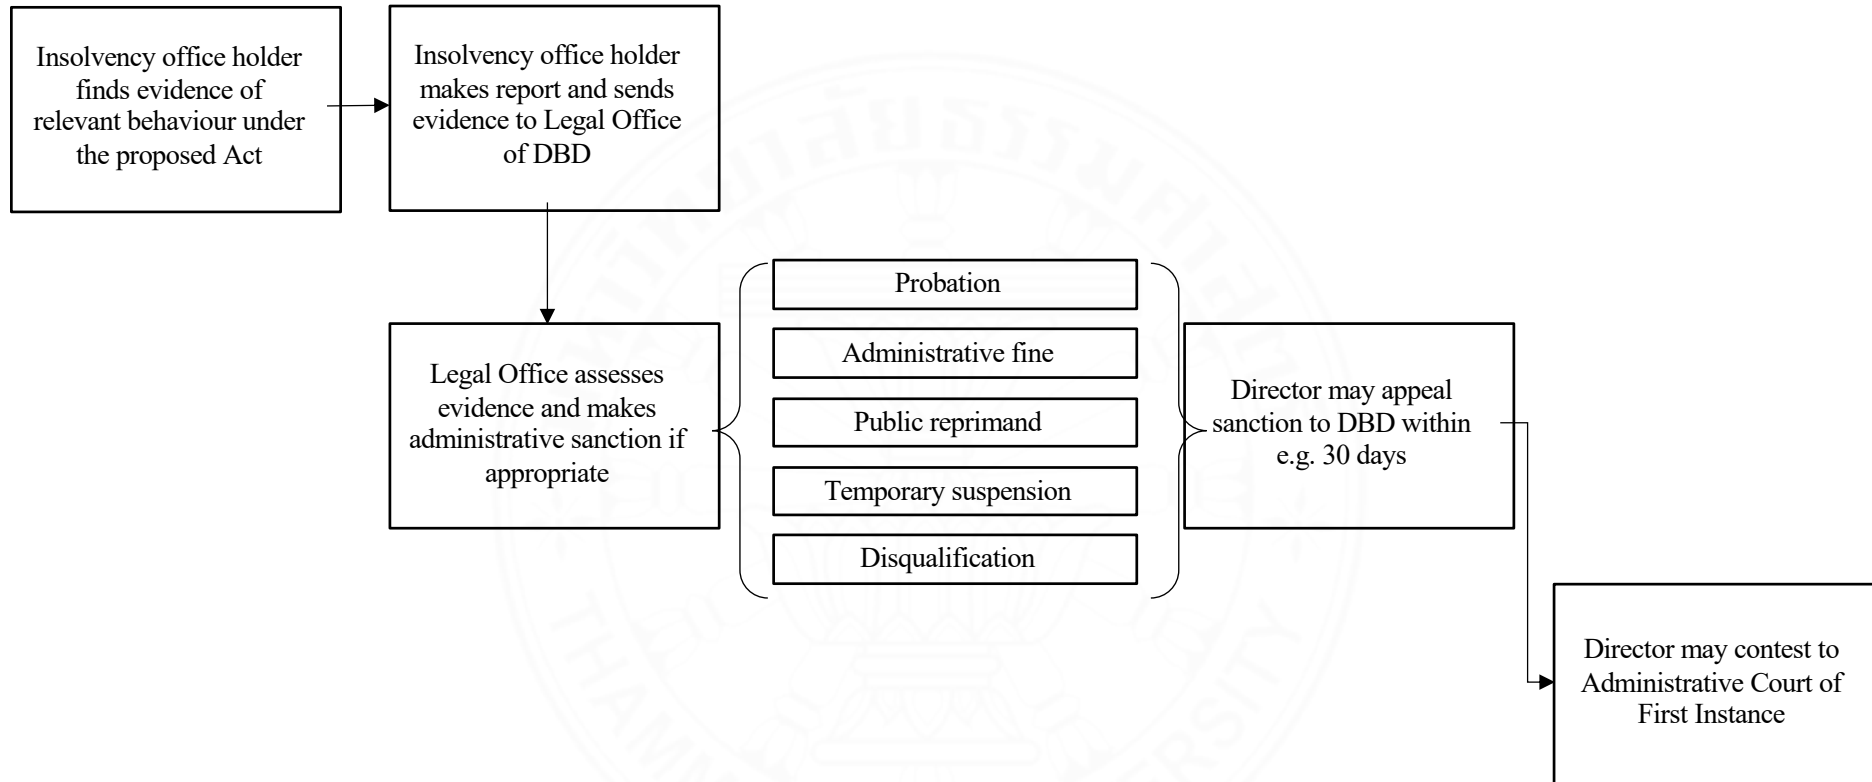 Insolvency office holder
finds evidence of
relevant behaviour under
the proposed Act
Insolvency office holder
makes report and sends
evidence to Legal Office
of DBD
Legal Office assesses
evidence and makes
administrative sanction if
appropriate
Probation
Administrative fine
Public reprimand
Temporary suspension
Disqualification
Director may appeal
sanction to DBD within
e.g. 30 days
Director may contest to
Administrative Court of
First Instance